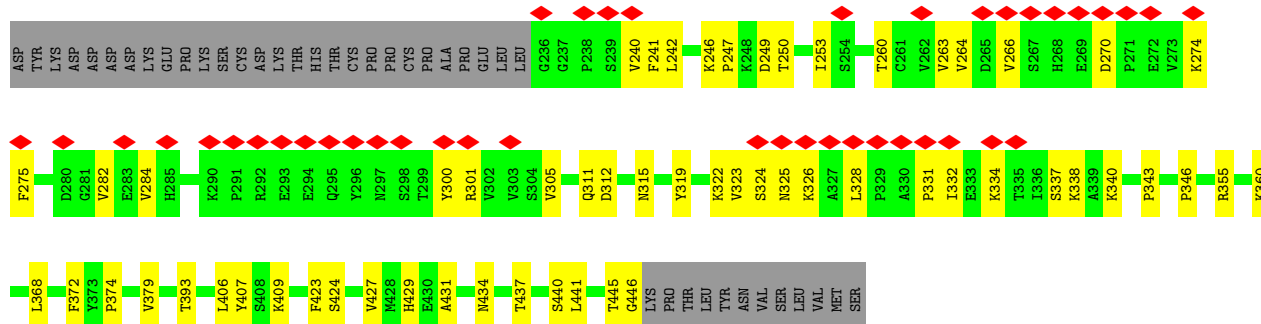 ASP TYR LYS ASP ASP ASP ASP LYS GLU PRO LYS SER CYS ASP LYS THR HIS THR CYS PRO PRO CYS PRO ALA PRO GLU LEU LEU G236 G237 P238 S239 V240 F241 L242 K246 P247 K248 D249 T250 I253 S254 T260 C261 V262 V263 V264 D265 V266 S267 H268 E269 D270 P271 E272 V273 K274
F275 D280 G281 V282 E283 V284 H285 K290 P291 R292 E293 E294 Q295 Y296 N297 S298 T299 Y300 R301 V302 V303 S304 V305 Q311 D312 N315 Y319 K322 V323 S324 N325 K326 A327 L328 P329 A330 P331 I332 E333 K334 T335 I336 S337 K338 A339 K340 P343 P346 R355 K360
L368 F372 Y373 P374 V379 T393 L406 Y407 S408 K409 F423 S424 V427 M428 H429 E430 A431 N434 T437 S440 L441 T445 G446 LYS PRO THR LEU TYR ASN VAL SER LEU VAL MET SER